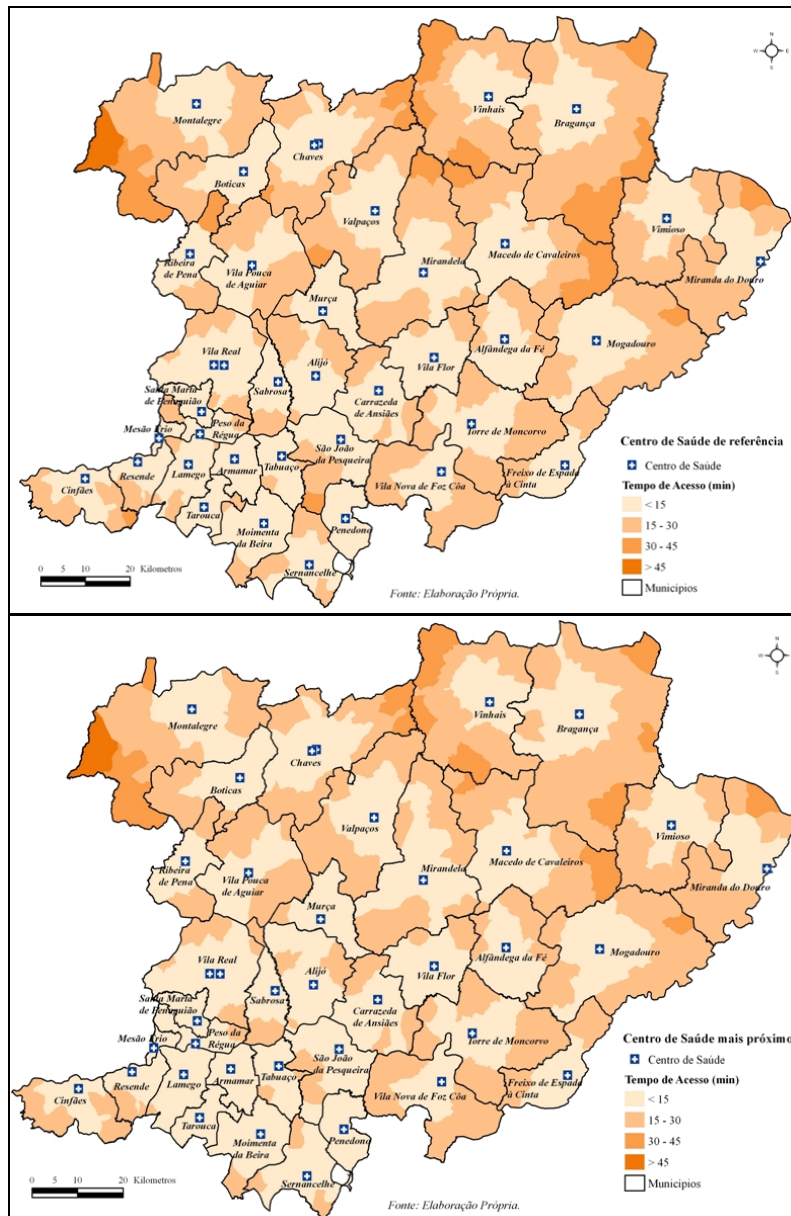 N
W E
S
Montalegre
Vinhais
Bragança
Chaves
Boticas
Valpaços
Vimioso
Ribeira
de Pena
Vila Pouca
de Aguiar
Mirandela
Macedo de Cavaleiros
Miranda do Douro
Murça
Vila Real
Alijó
Sabrosa
Vila Flor
Alfândega da Fé
Mogadouro
Santa Maria
de Penaguião
Carrazeda
de Ansiães
Mesão Frio
Peso da
Régua
Torre de Moncorvo
São João
da Pesqueira
Cinfães
Resende
Lamego
Armamar
Tabuaço
Vila Nova de Foz Côa
Freixo de Espada
à Cinta
Tarouca
Moimenta
da Beira
Penedono
Sernancelhe
Centro de Saúde de referência
Centro de Saúde
Tempo de Acesso (min)
< 15
15 - 30
30 - 45
> 45
Municípios
0 5 10 20 Kilometros
Fonte: Elaboração Própria.
N
W E
S
Montalegre
Vinhais
Bragança
Chaves
Boticas
Valpaços
Vimioso
Ribeira
de Pena
Vila Pouca
de Aguiar
Mirandela
Macedo de Cavaleiros
Miranda do Douro
Murça
Vila Real
Alijó
Sabrosa
Vila Flor
Alfândega da Fé
Mogadouro
Santa Maria
de Penaguião
Carrazeda
de Ansiães
Mesão Frio
Peso da
Régua
Torre de Moncorvo
São João
da Pesqueira
Cinfães
Resende
Lamego
Armamar
Tabuaço
Vila Nova de Foz Côa
Freixo de Espada
à Cinta
Tarouca
Moimenta
da Beira
Penedono
Sernancelhe
Centro de Saúde mais próximo
Centro de Saúde
Tempo de Acesso (min)
< 15
15 - 30
30 - 45
> 45
Municípios
0 5 10 20 Kilometros
Fonte: Elaboração Própria.